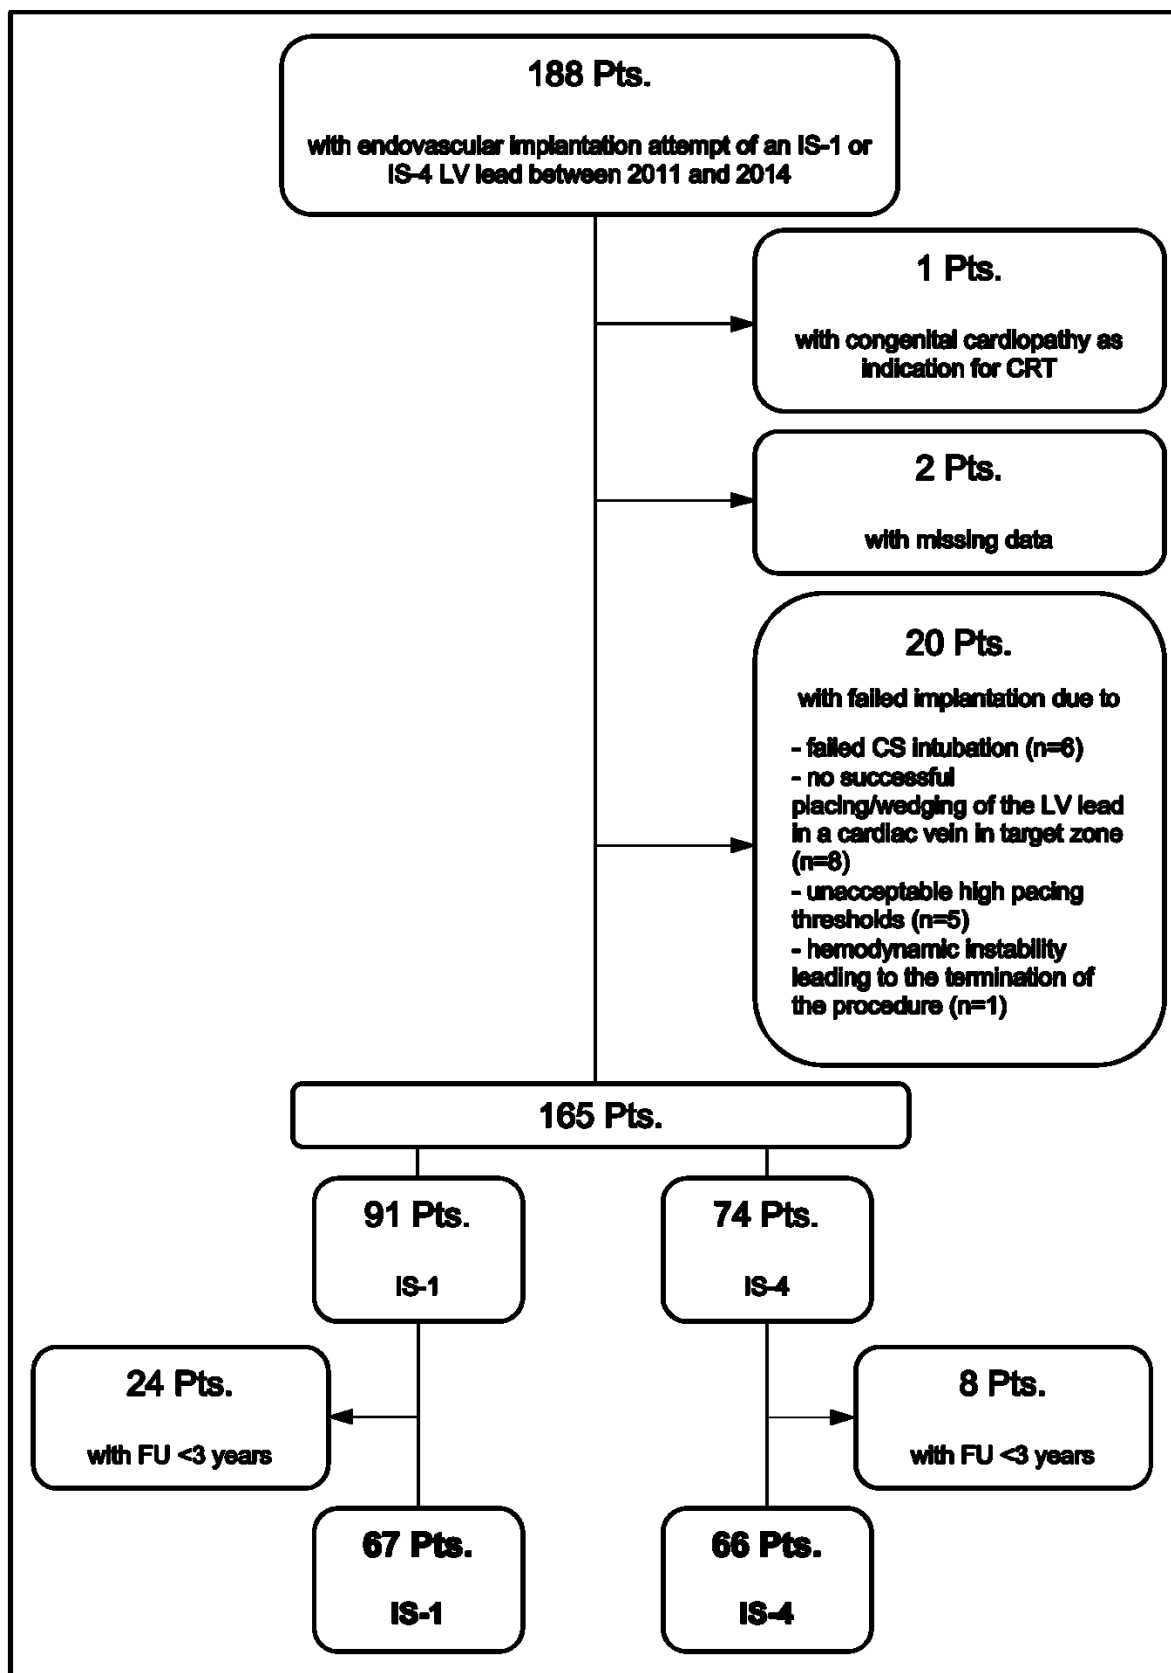 188 Pts.
with endovascular implantation attempt of an IS-1 or
IS-4 LV lead between 2011 and 2014
1 Pts.
with congenital cardiopathy as
indication for CRT
2 Pts.
with missing data
20 Pts.
with failed implantation due to
- failed CS intubation (n=6)
- no successful
placing/wedging of the LV lead
in a cardiac vein in target zone
(n=8)
- unacceptable high pacing
thresholds (n=5)
- hemodynamic instability
leading to the termination of
the procedure (n=1)
165 Pts.
91 Pts.
IS-1
74 Pts.
IS-4
24 Pts.
with FU <3 years
8 Pts.
with FU <3 years
67 Pts.
IS-1
66 Pts.
IS-4